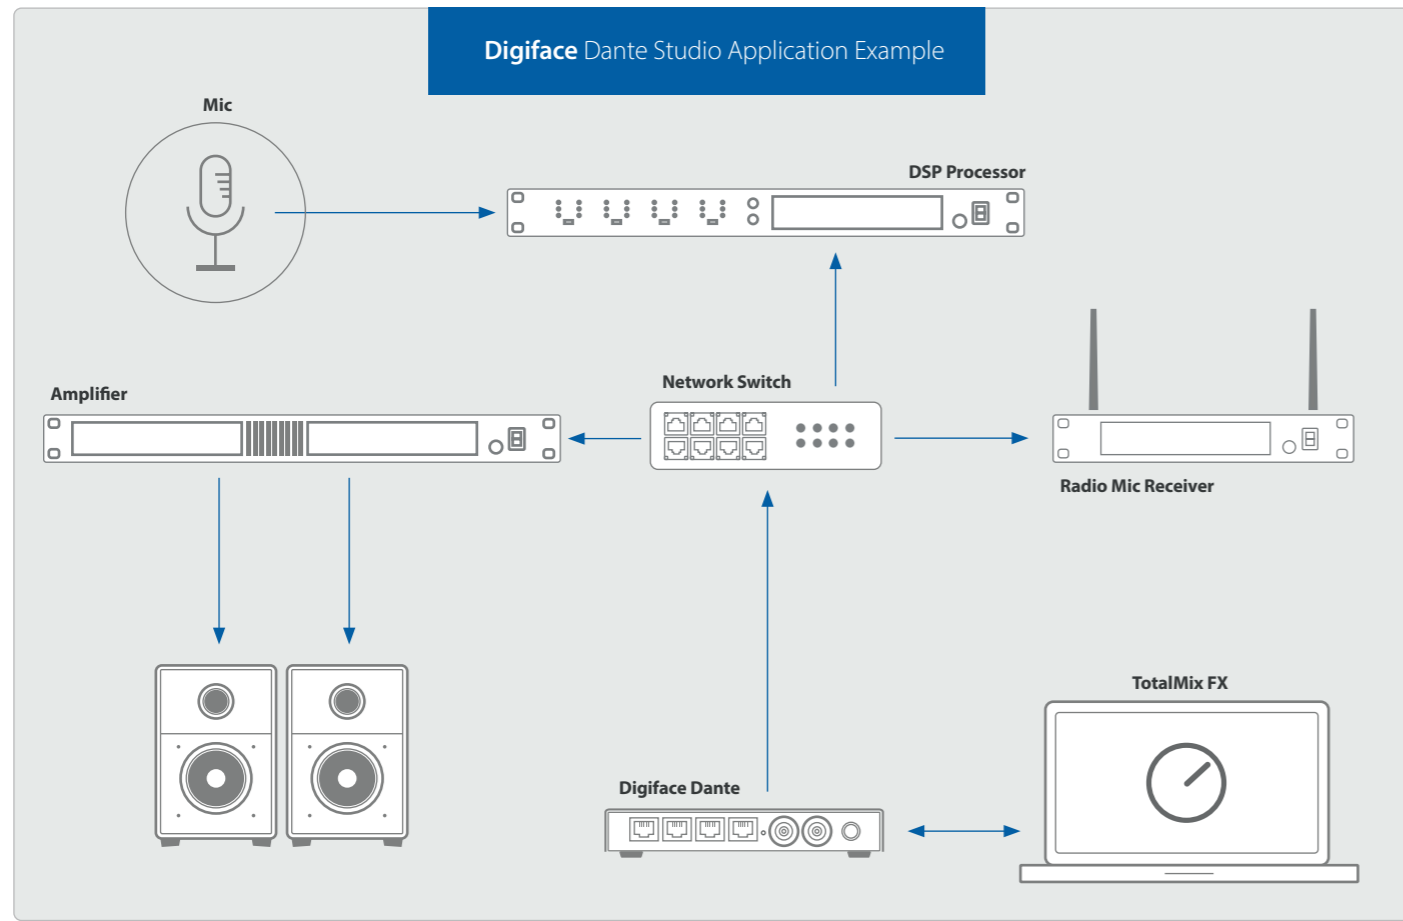 Digiface Dante Studio Application Example
Mic
DSP Processor
Network Switch
Amplifier
Radio Mic Receiver
TotalMix FX
Digiface Dante